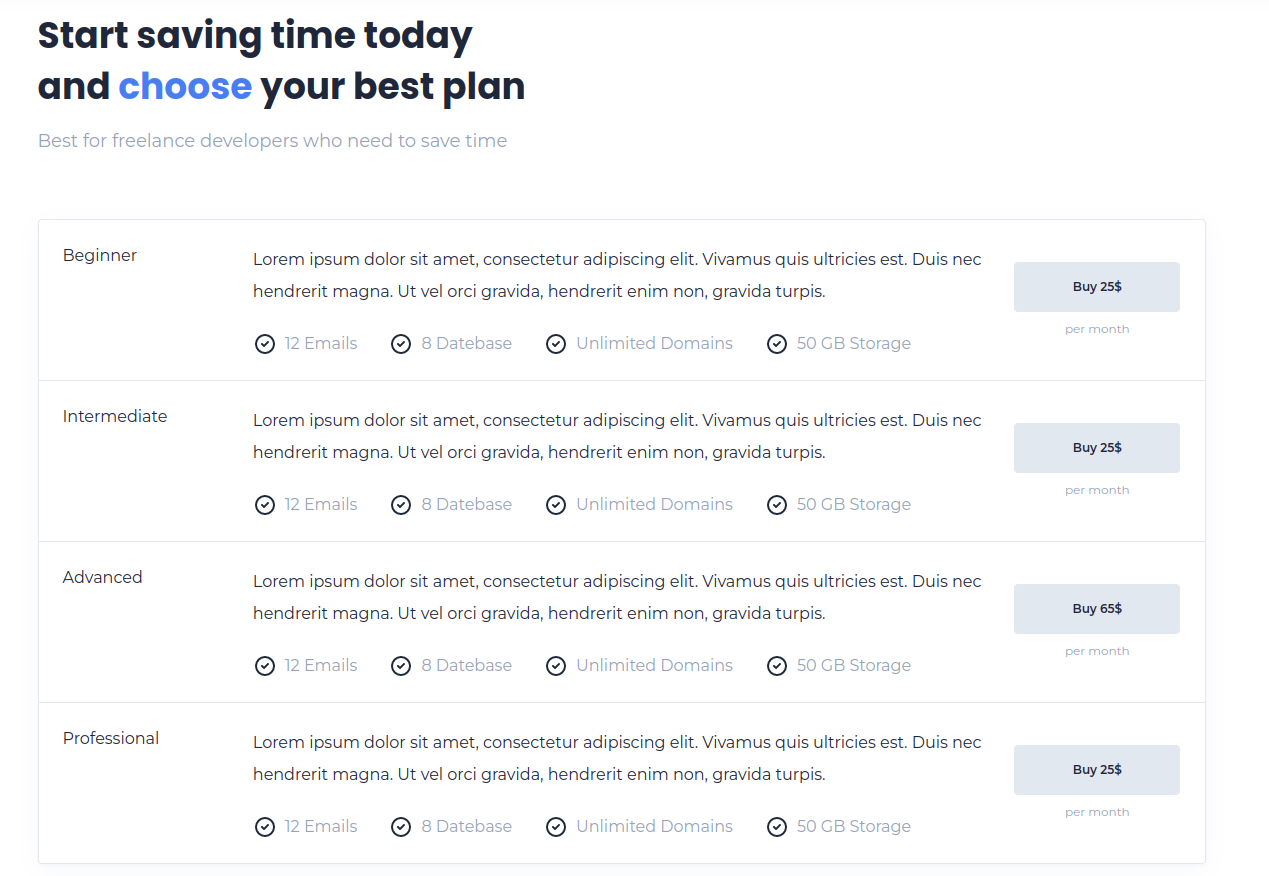 Start saving time today
and choose your best plan
Best for freelance developers who need to save time
Beginner
Lorem ipsum dolor sit amet, consectetur adipiscing elit. Vivamus quis ultricies est. Duis nec
hendrerit magna. Ut vel orci gravida, hendrerit enim non, gravida turpis.
12 Emails 8 Datebase Unlimited Domains 50 GB Storage
Buy 25$
per month
Intermediate
Lorem ipsum dolor sit amet, consectetur adipiscing elit. Vivamus quis ultricies est. Duis nec
hendrerit magna. Ut vel orci gravida, hendrerit enim non, gravida turpis.
12 Emails 8 Datebase Unlimited Domains 50 GB Storage
Buy 25$
per month
Advanced
Lorem ipsum dolor sit amet, consectetur adipiscing elit. Vivamus quis ultricies est. Duis nec
hendrerit magna. Ut vel orci gravida, hendrerit enim non, gravida turpis.
12 Emails 8 Datebase Unlimited Domains 50 GB Storage
Buy 65$
per month
Professional
Lorem ipsum dolor sit amet, consectetur adipiscing elit. Vivamus quis ultricies est. Duis nec
hendrerit magna. Ut vel orci gravida, hendrerit enim non, gravida turpis.
12 Emails 8 Datebase Unlimited Domains 50 GB Storage
Buy 25$
per month